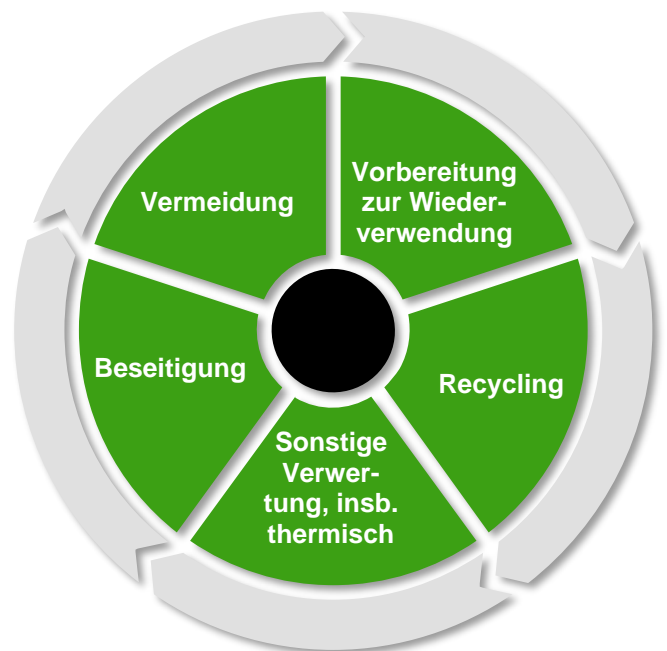 Vermeidung
Vorbereitung
zur Wieder-
verwendung
Recycling
Sonstige
Verwer-
tung, insb.
thermisch
Beseitigung